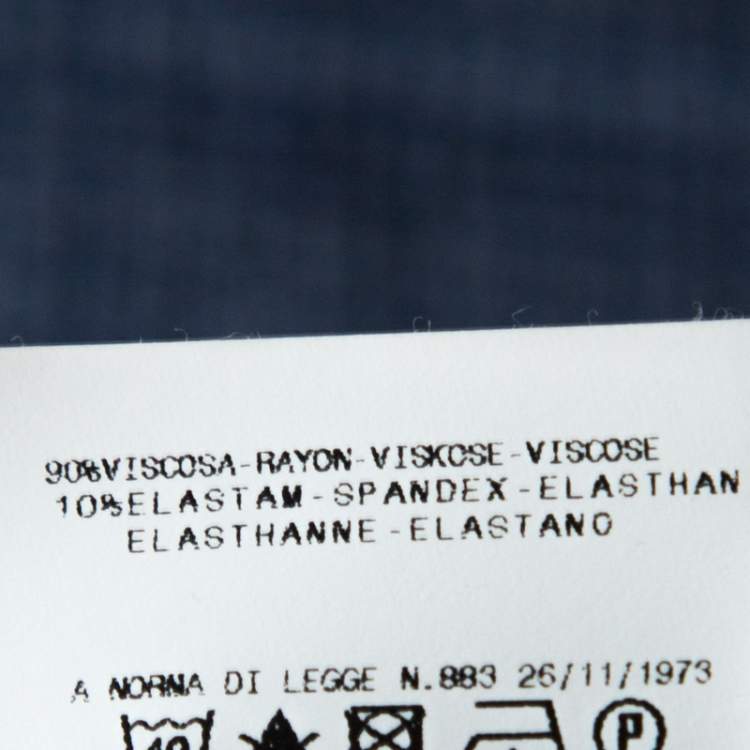 90%VISCOSA-RAYON-VISKOSE-VISCOSE
10%ELASTAM-SPANDEX-ELASTHAN
ELASTHANNE-ELASTANO
A NORMA DI LEGGE N.883 26/11/1973
P